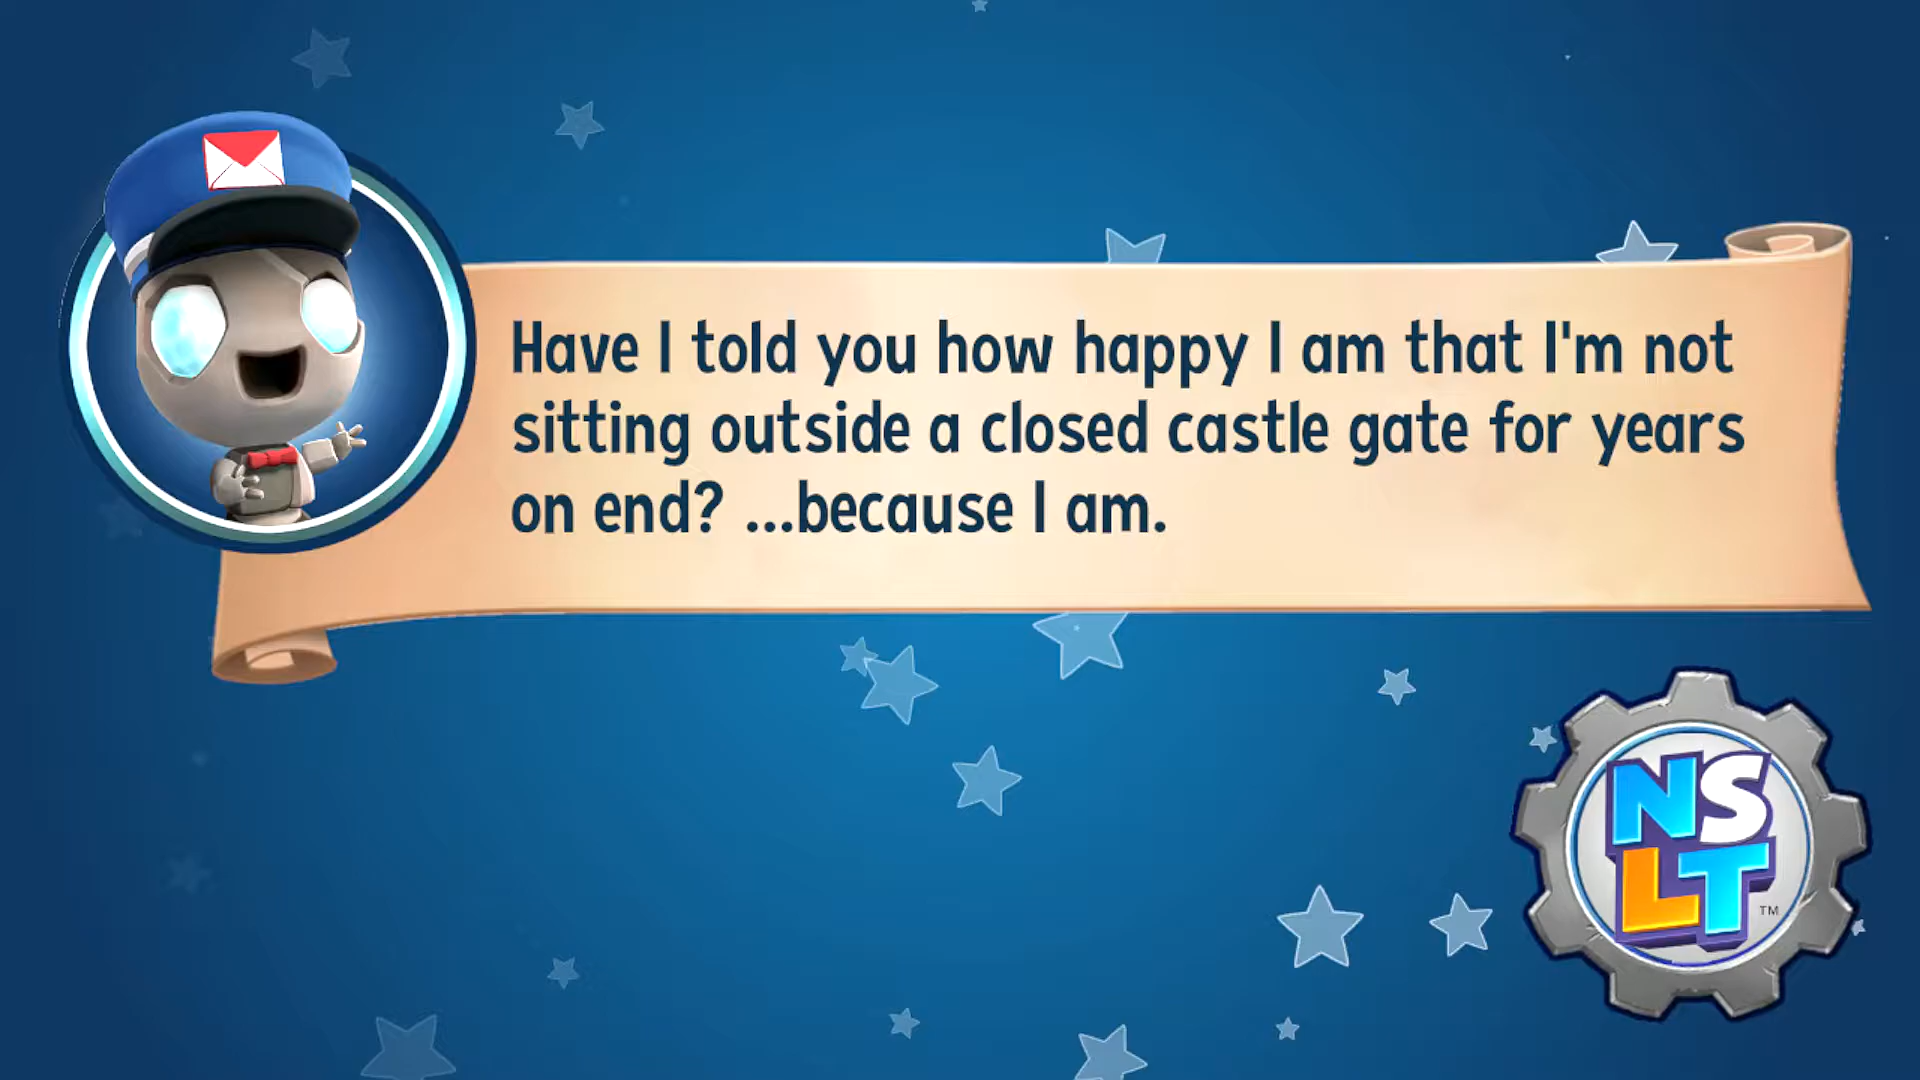 Have I told you how happy I am that I'm not
sitting outside a closed castle gate for years
on end? ...because I am.
NS
LT
TM